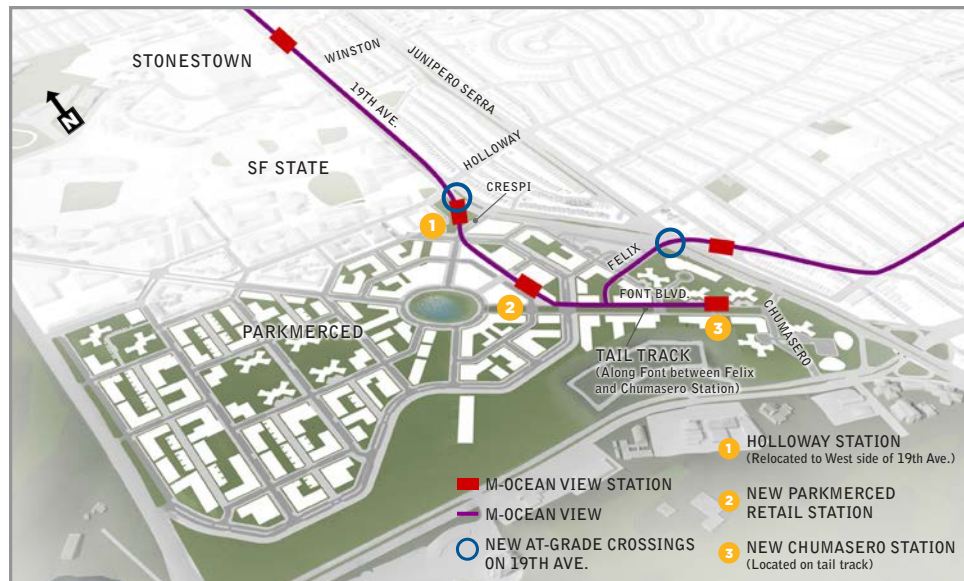 STONESTOWN
WINSTON
JUNIPERO SERRA
19TH AVE.
N
HOLLOWAY
SF STATE
CRESPI
1
FELIX
FONT BLVD.
2
PARKMERCED
3
CHUMASERO
TAIL TRACK
(Along Font between Felix
and Chumasero Station)
M-OCEAN VIEW STATION
M-OCEAN VIEW
NEW AT-GRADE CROSSINGS
ON 19TH AVE.
1 HOLLOWAY STATION
(Relocated to West side of 19th Ave.)
2 NEW PARKMERCED
RETAIL STATION
3 NEW CHUMASERO STATION
(Located on tail track)